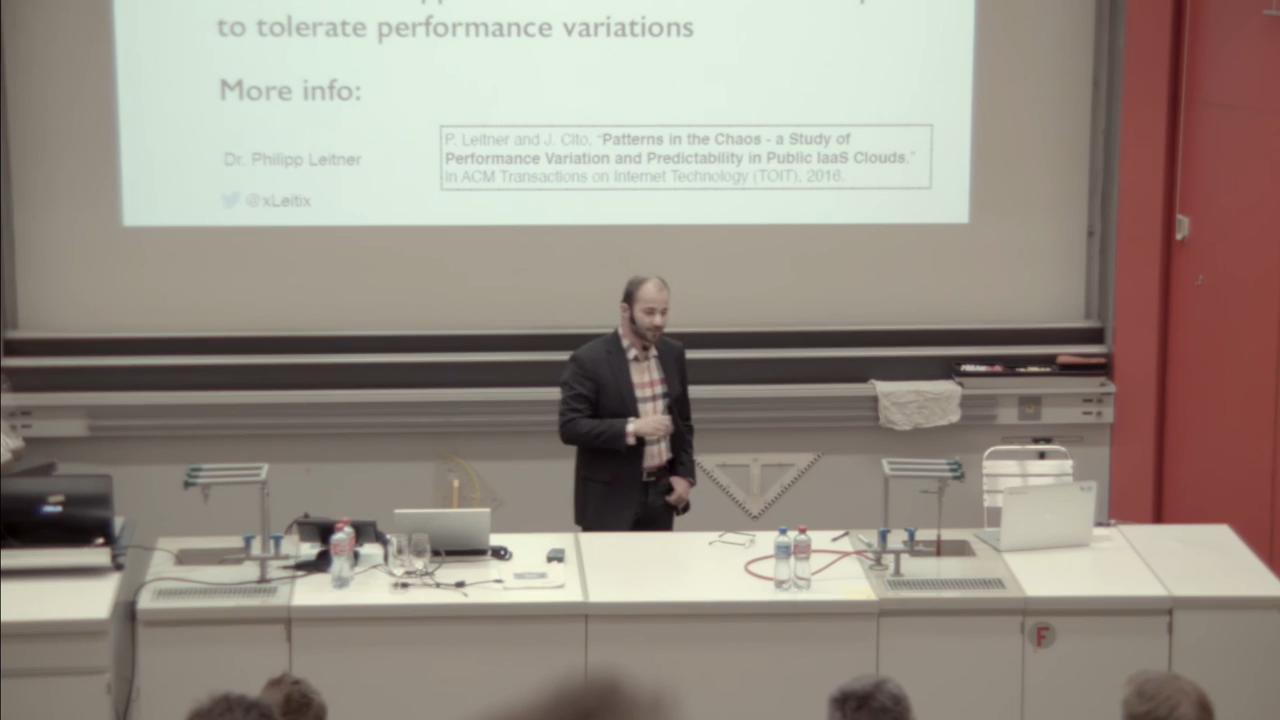 to tolerate performance variations
More info:
Dr. Philipp Leitner
@xLeitix
P. Leitner and J. Cito, "Patterns in the Chaos - a Study of
Performance Variation and Predictability in Public IaaS Clouds,"
in ACM Transactions on Internet Technology (TOIT), 2016.
F